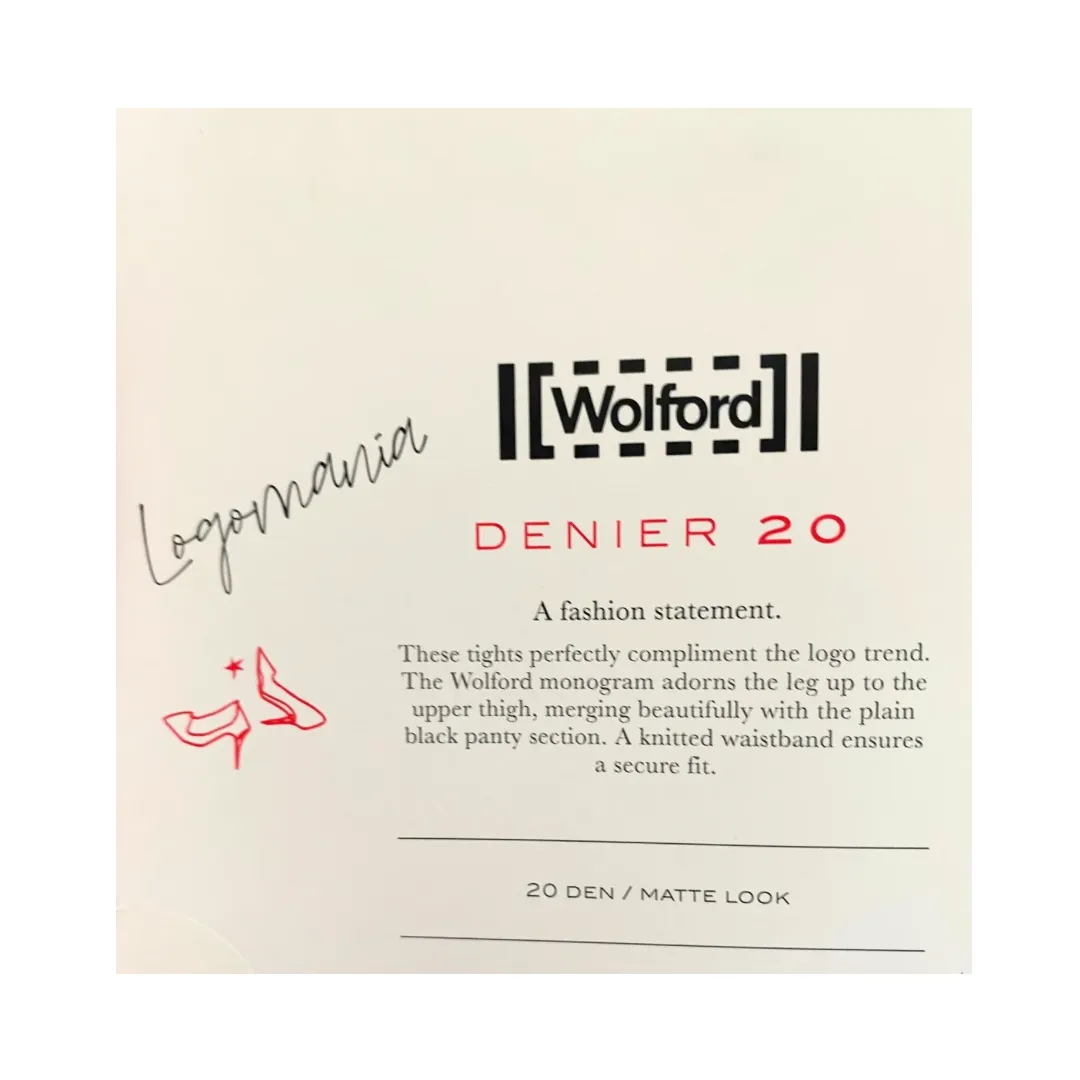 Wolford
Logomania
DENIER 20
A fashion statement.
These tights perfectly compliment the logo trend.
The Wolford monogram adorns the leg up to the
upper thigh, merging beautifully with the plain
black panty section. A knitted waistband ensures
a secure fit.
20 DEN / MATTE LOOK